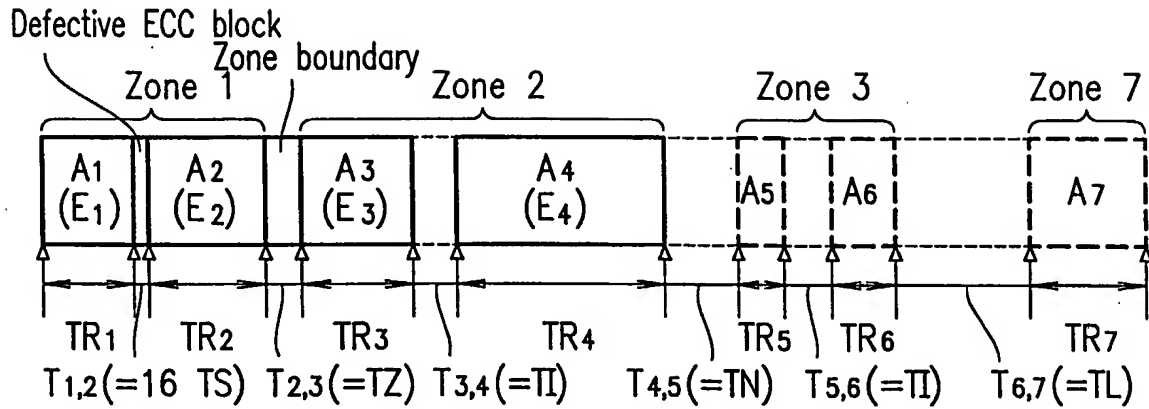 Defective ECC block
Zone boundary
Zone 1 Zone 2 Zone 3 Zone 7
A1 A2 A3 A4 A5 A6 A7
(E1) (E2) (E3) (E4)
TR1 TR2 TR3 TR4 TR5 TR6 TR7
T1,2(=16 TS) T2,3(=TZ) T3,4(=TI) T4,5(=TN) T5,6(=TI) T6,7(=TL)